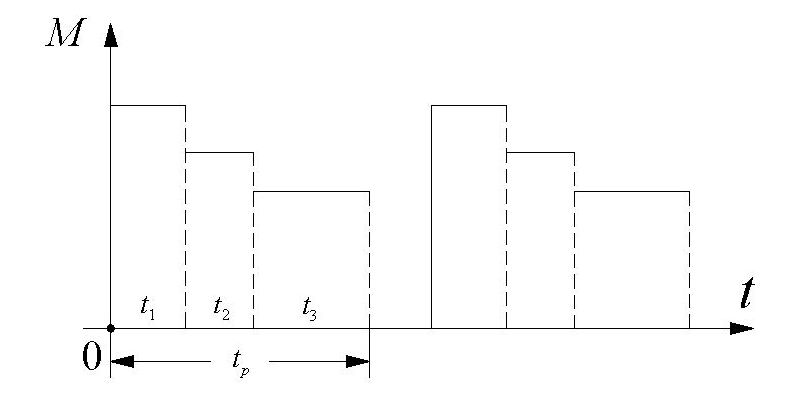 M
t₁ t₂ t₃ t
0
tₚ